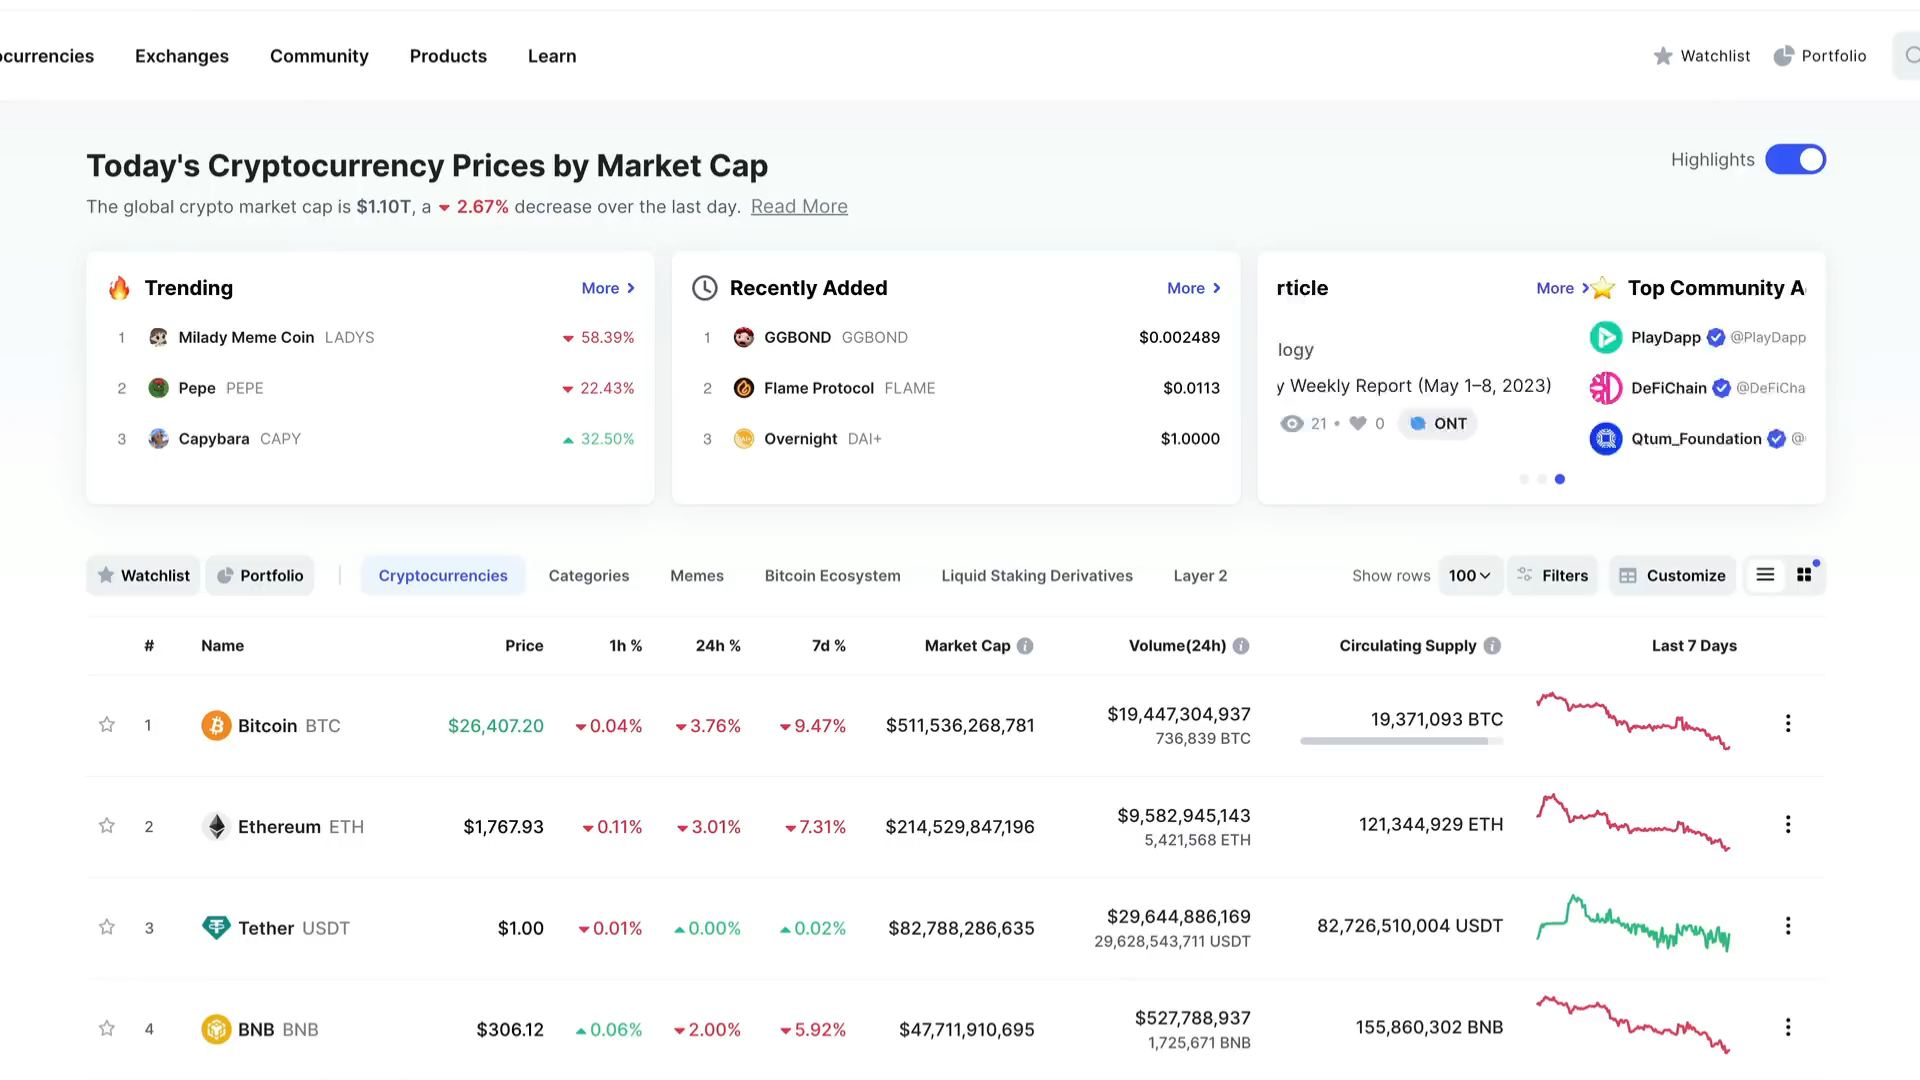 ocurrencies Exchanges Community Products Learn Watchlist Portfolio
Today's Cryptocurrency Prices by Market Cap Highlights
The global crypto market cap is $1.10T, a 2.67% decrease over the last day. Read More
Trending More
1 Milady Meme Coin LADYS 58.39%
2 Pepe PEPE 22.43%
3 Capybara CAPY 32.50%
Recently Added More
1 GGBOND GGBOND $0.002489
2 Flame Protocol FLAME $0.0113
3 Overnight DAI+ $1.0000
rticle More
logy
y Weekly Report (May 1–8, 2023)
21 • 0 ONT
Top Community A
PlayDapp @PlayDapp
DeFiChain @DeFiCha
Qtum_Foundation @
Watchlist Portfolio Cryptocurrencies Categories Memes Bitcoin Ecosystem Liquid Staking Derivatives Layer 2 Show rows 100 Filters Customize
# Name Price 1h % 24h % 7d % Market Cap Volume(24h) Circulating Supply Last 7 Days
1 Bitcoin BTC $26,407.20 0.04% 3.76% 9.47% $511,536,268,781 $19,447,304,937 19,371,093 BTC
736,839 BTC
2 Ethereum ETH $1,767.93 0.11% 3.01% 7.31% $214,529,847,196 $9,582,945,143 121,344,929 ETH
5,421,568 ETH
3 Tether USDT $1.00 0.01% 0.00% 0.02% $82,788,286,635 $29,644,886,169 82,726,510,004 USDT
29,628,543,711 USDT
4 BNB BNB $306.12 0.06% 2.00% 5.92% $47,711,910,695 $527,788,937 155,860,302 BNB
1,725,671 BNB